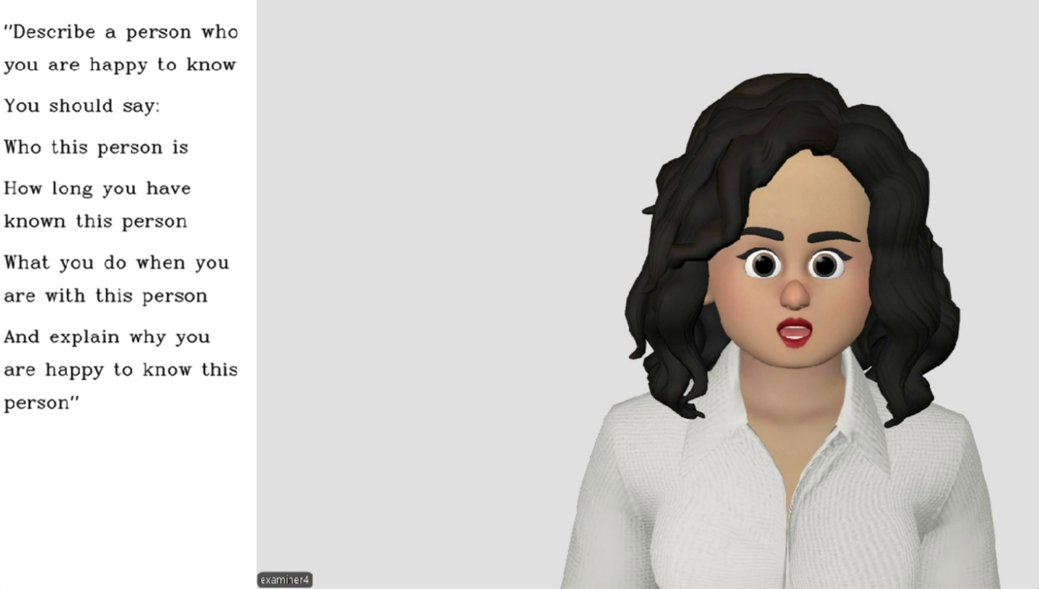 "Describe a person who
you are happy to know
You should say:
Who this person is
How long you have
known this person
What you do when you
are with this person
And explain why you
are happy to know this
person"
examiner4